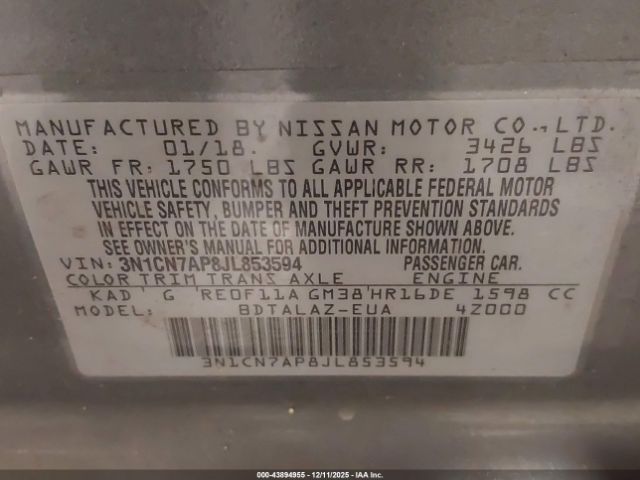 MANUFACTURED BY NISSAN MOTOR CO., LTD.
DATE: 01/18. GVWR: 3426 LBS
GAWR FR: 1750 LBS GAWR RR: 1708 LBS
THIS VEHICLE CONFORMS TO ALL APPLICABLE FEDERAL MOTOR
VEHICLE SAFETY, BUMPER AND THEFT PREVENTION STANDARDS
IN EFFECT ON THE DATE OF MANUFACTURE SHOWN ABOVE.
SEE OWNER'S MANUAL FOR ADDITIONAL INFORMATION.
VIN: 3N1CN7AP8JL853594 PASSENGER CAR.
COLOR TRIM TRANS AXLE ENGINE
KAD G RE0F11A GM38 HR16DE 1598 CC
MODEL: BDTALAZ-EUA 4Z000
3N1CN7AP8JL853594
000-43894955 - 12/11/2025 - IAA Inc.